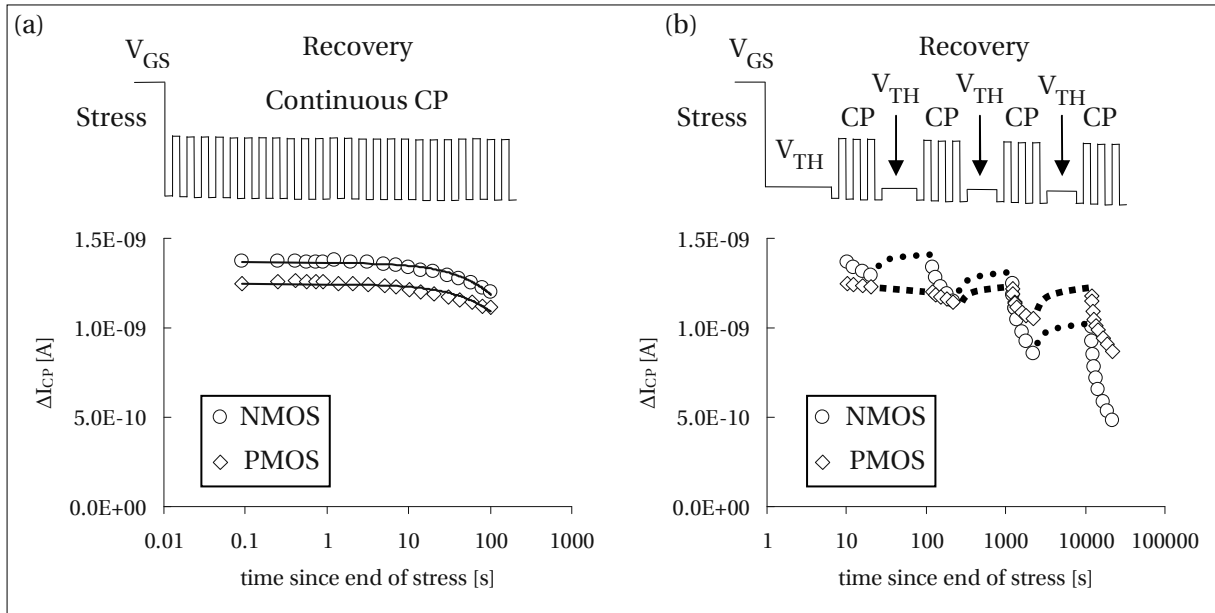 (a)
V_GS
Recovery
Stress
Continuous CP
1.5E-09
1.0E-09
5.0E-10
0.0E+00
ΔI_CP [A]
NMOS
PMOS
0.01 0.1 1 10 100 1000
time since end of stress [s]
(b)
V_GS
Recovery
Stress
V_TH
V_TH V_TH V_TH
CP CP CP CP
1.5E-09
1.0E-09
5.0E-10
0.0E+00
ΔI_CP [A]
NMOS
PMOS
1 10 100 1000 10000 100000
time since end of stress [s]